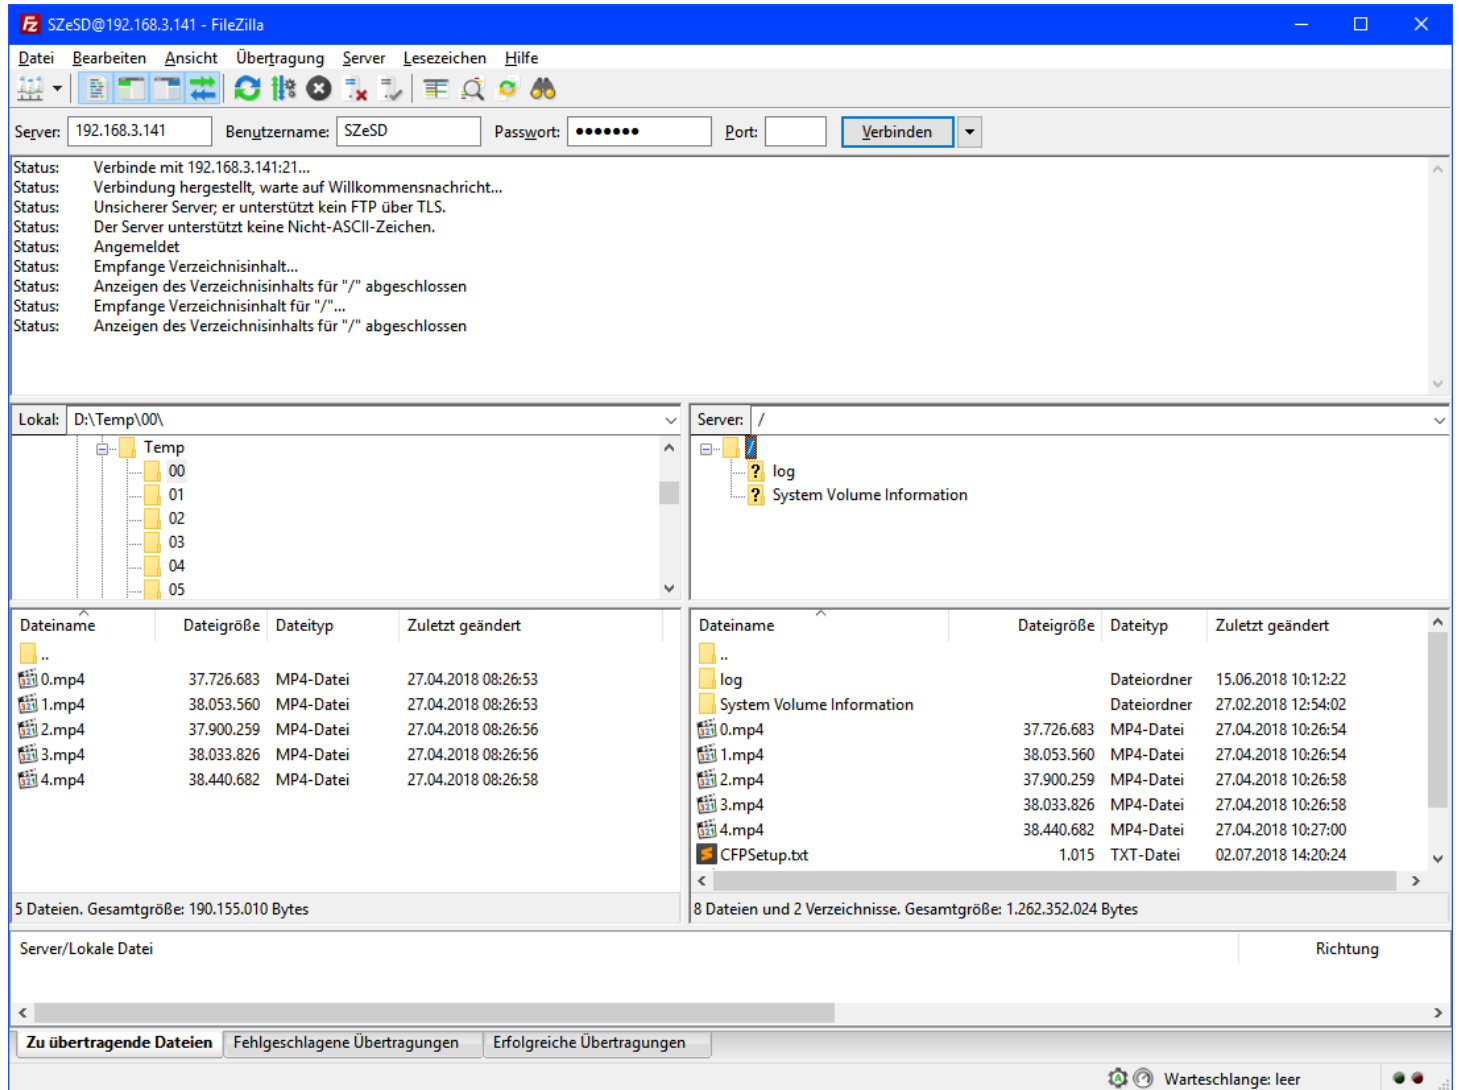 SZeSD@192.168.3.141 - FileZilla
Datei Bearbeiten Ansicht Übertragung Server Lesezeichen Hilfe
Server: 192.168.3.141 Benutzername: SZeSD Passwort: ●●●●●●● Port: Verbinden
Status: Verbinde mit 192.168.3.141:21...
Status: Verbindung hergestellt, warte auf Willkommensnachricht...
Status: Unsicherer Server; er unterstützt kein FTP über TLS.
Status: Der Server unterstützt keine Nicht-ASCII-Zeichen.
Status: Angemeldet
Status: Empfange Verzeichnisinhalt...
Status: Anzeigen des Verzeichnisinhalts für "/" abgeschlossen
Status: Empfange Verzeichnisinhalt für "/"...
Status: Anzeigen des Verzeichnisinhalts für "/" abgeschlossen
Lokal: D:\Temp\00\
Temp
00
01
02
03
04
05
Server: /
/
? log
? System Volume Information
Dateiname Dateigröße Dateityp Zuletzt geändert
..
0.mp4 37.726.683 MP4-Datei 27.04.2018 08:26:53
1.mp4 38.053.560 MP4-Datei 27.04.2018 08:26:53
2.mp4 37.900.259 MP4-Datei 27.04.2018 08:26:56
3.mp4 38.033.826 MP4-Datei 27.04.2018 08:26:56
4.mp4 38.440.682 MP4-Datei 27.04.2018 08:26:58
5 Dateien. Gesamtgröße: 190.155.010 Bytes
Dateiname Dateigröße Dateityp Zuletzt geändert
..
log Dateiordner 15.06.2018 10:12:22
System Volume Information Dateiordner 27.02.2018 12:54:02
0.mp4 37.726.683 MP4-Datei 27.04.2018 10:26:54
1.mp4 38.053.560 MP4-Datei 27.04.2018 10:26:54
2.mp4 37.900.259 MP4-Datei 27.04.2018 10:26:58
3.mp4 38.033.826 MP4-Datei 27.04.2018 10:26:58
4.mp4 38.440.682 MP4-Datei 27.04.2018 10:27:00
CFPSetup.txt 1.015 TXT-Datei 02.07.2018 14:20:24
8 Dateien und 2 Verzeichnisse. Gesamtgröße: 1.262.352.024 Bytes
Server/Lokale Datei Richtung
Zu übertragende Dateien Fehlgeschlagene Übertragungen Erfolgreiche Übertragungen
Warteschlange: leer